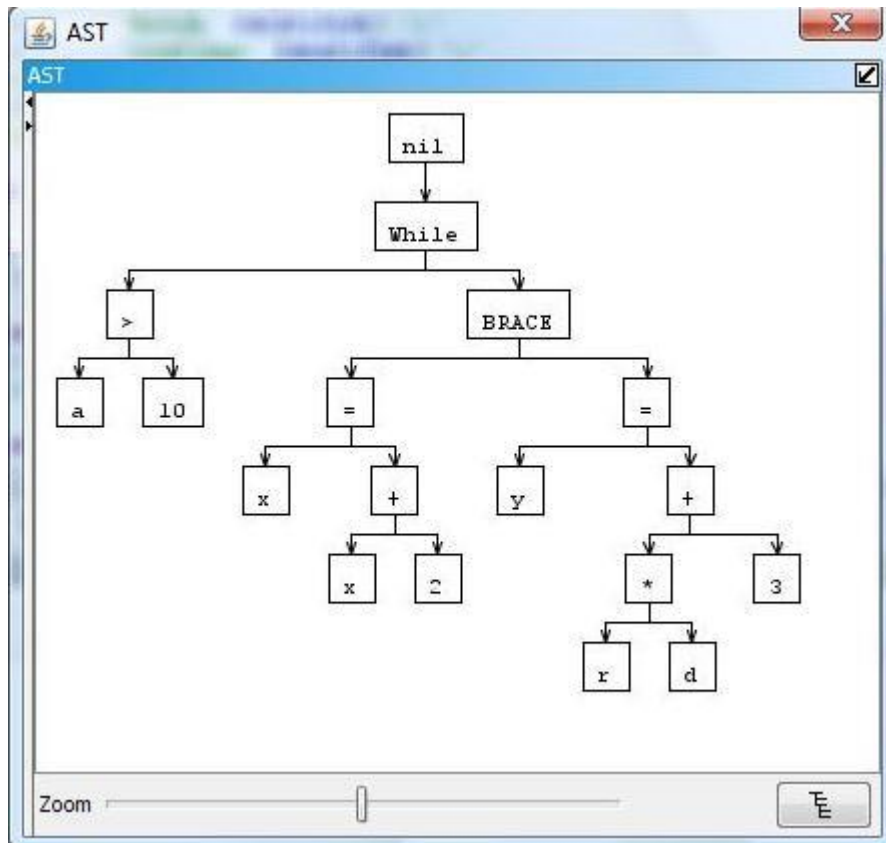 AST
AST
nil
While
> BRACE
a 10 = =
x + y +
x 2 * 3
r d
Zoom